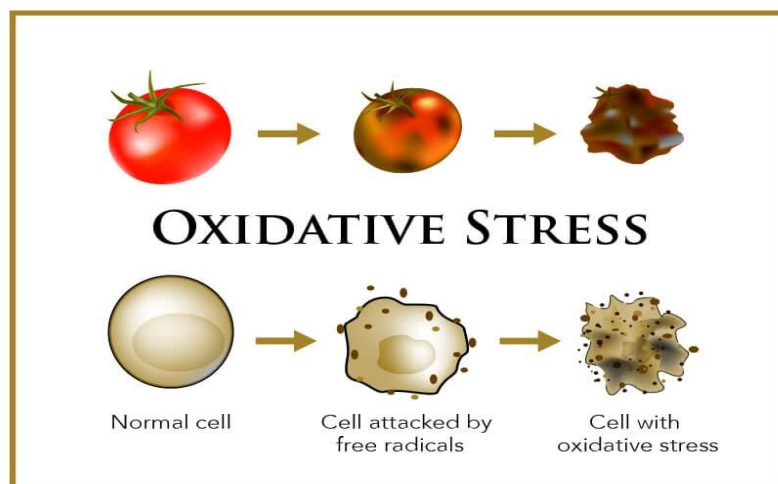 OXIDATIVE STRESS
Normal cell
Cell attacked by
free radicals
Cell with
oxidative stress